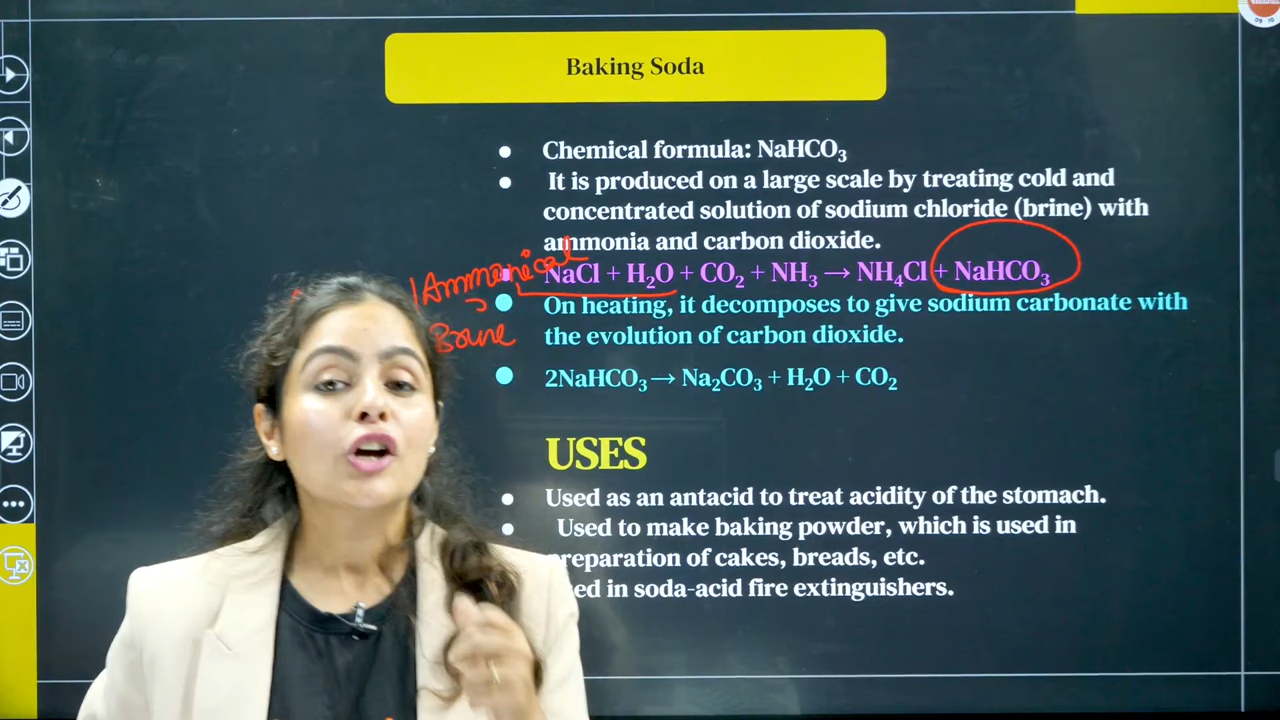 Baking Soda
Chemical formula: NaHCO₃
It is produced on a large scale by treating cold and
concentrated solution of sodium chloride (brine) with
ammonia and carbon dioxide.
NaCl + H₂O + CO₂ + NH₃ → NH₄Cl + NaHCO₃
Ammonical
Brine
On heating, it decomposes to give sodium carbonate with
the evolution of carbon dioxide.
2NaHCO₃ → Na₂CO₃ + H₂O + CO₂
USES
Used as an antacid to treat acidity of the stomach.
Used to make baking powder, which is used in
preparation of cakes, breads, etc.
in soda-acid fire extinguishers.